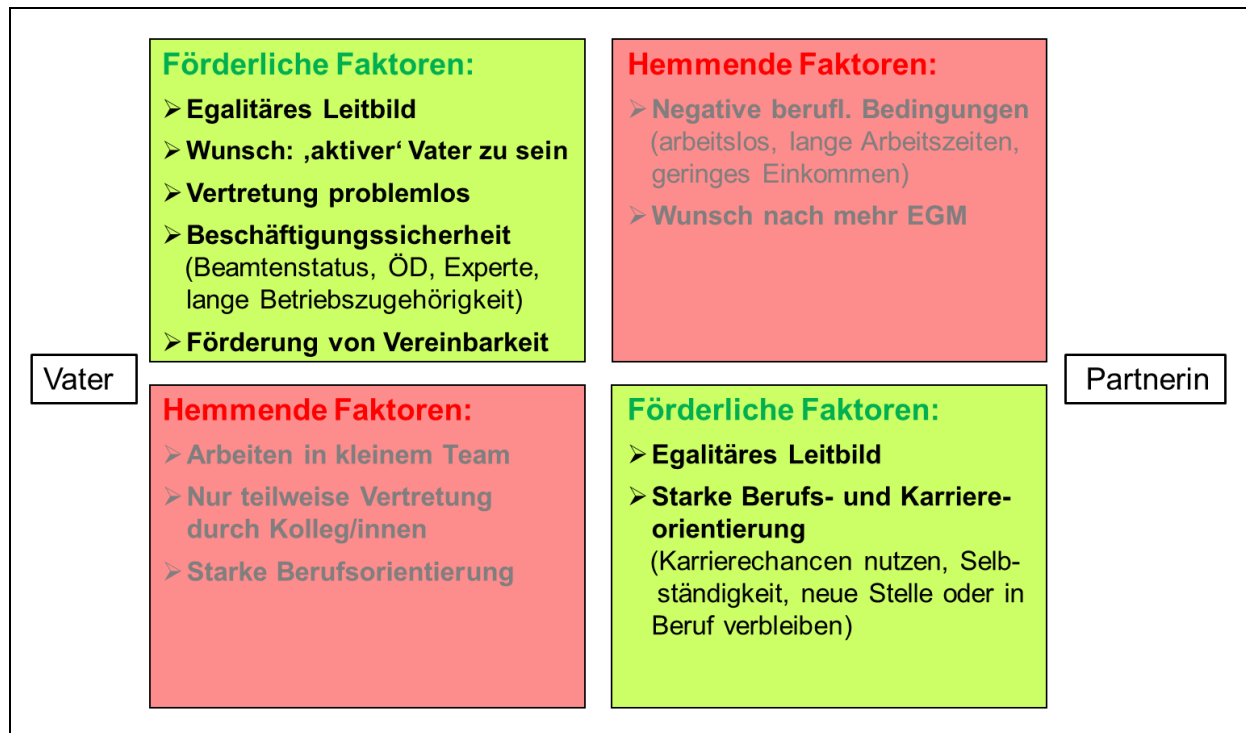 Förderliche Faktoren:
➢ Egalitäres Leitbild
➢ Wunsch: ‚aktiver‘ Vater zu sein
➢ Vertretung problemlos
➢ Beschäftigungssicherheit
(Beamtenstatus, ÖD, Experte,
lange Betriebszugehörigkeit)
➢ Förderung von Vereinbarkeit
Hemmende Faktoren:
➢ Negative berufl. Bedingungen
(arbeitslos, lange Arbeitszeiten,
geringes Einkommen)
➢ Wunsch nach mehr EGM
Vater
Partnerin
Hemmende Faktoren:
➢ Arbeiten in kleinem Team
➢ Nur teilweise Vertretung
durch Kolleg/innen
➢ Starke Berufsorientierung
Förderliche Faktoren:
➢ Egalitäres Leitbild
➢ Starke Berufs- und Karriere-
orientierung
(Karrierechancen nutzen, Selb-
ständigkeit, neue Stelle oder in
Beruf verbleiben)